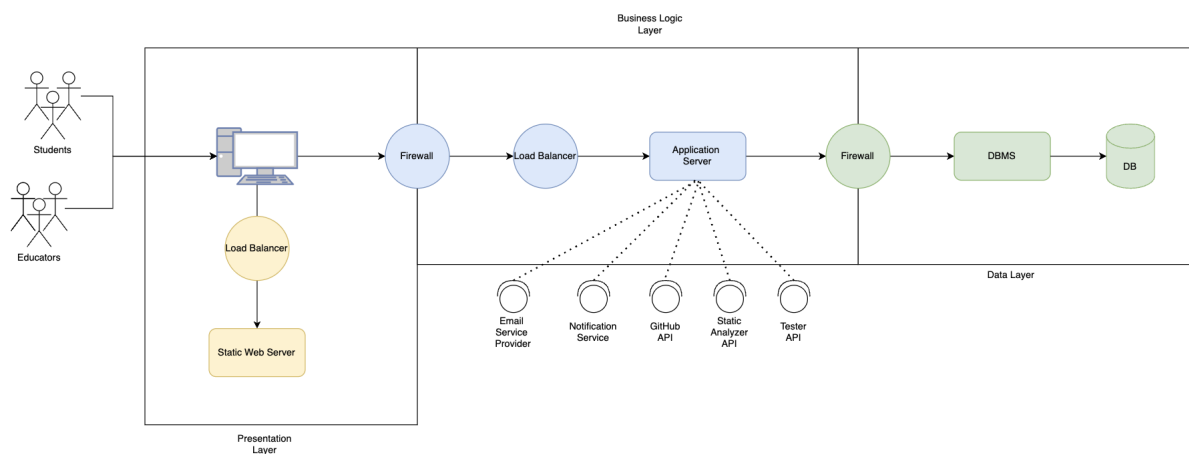 Business Logic
Layer
Students
Educators
Firewall
Load Balancer
Application
Server
Firewall
DBMS
DB
Load Balancer
Static Web Server
Data Layer
Email
Service
Provider
Notification
Service
GitHub
API
Static
Analyzer
API
Tester
API
Presentation
Layer